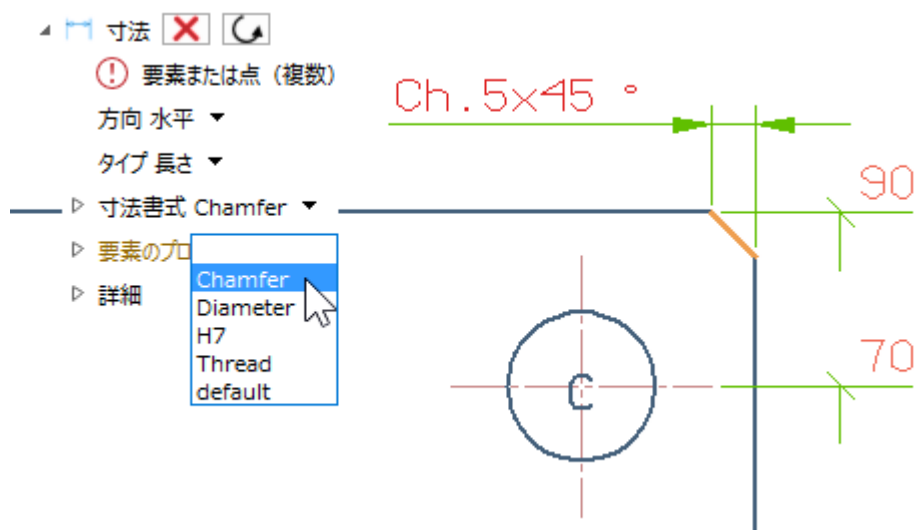 寸法
要素または点（複数）
方向 水平
タイプ 長さ
寸法書式 Chamfer
要素のプロ
Chamfer
Diameter
H7
Thread
default
詳細
Ch.5x45 °
90
70
C